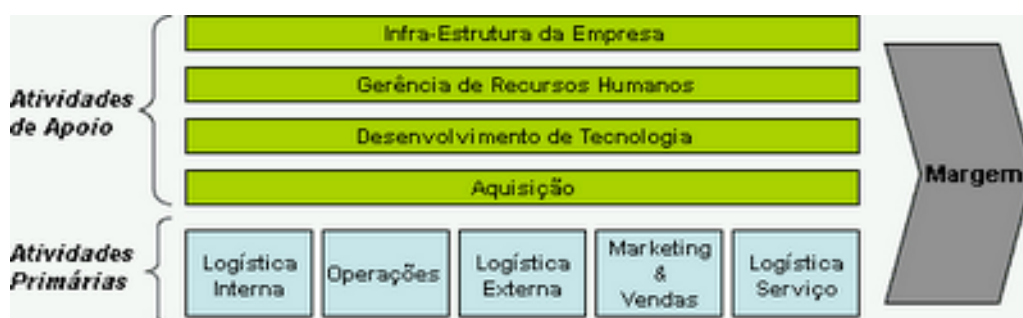 Infra-Estrutura da Empresa
Gerência de Recursos Humanos
Atividades
de Apoio
Desenvolvimento de Tecnologia
Aquisição
Margem
Atividades
Primárias
Logística
Interna
Operações
Logística
Externa
Marketing
&
Vendas
Logística
Serviço